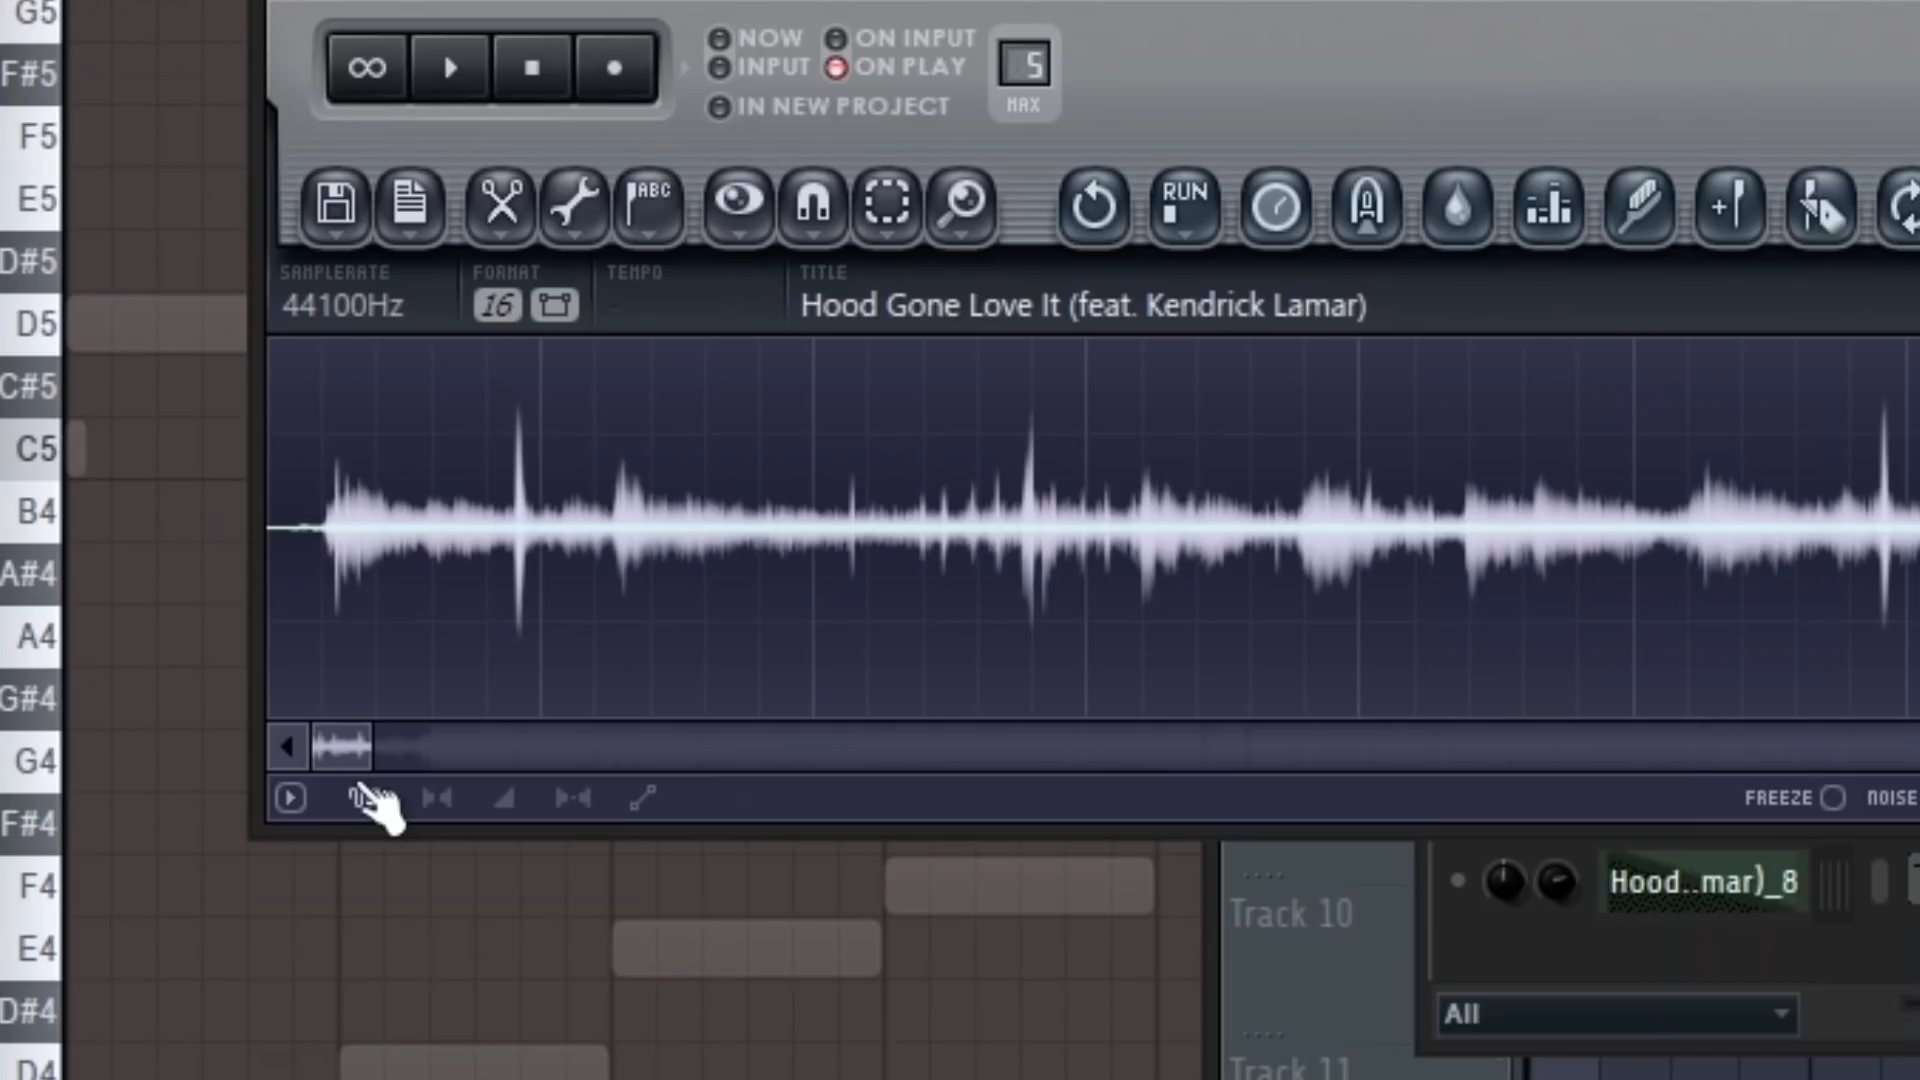 G5
F#5
F5
E5
D#5
D5
C#5
C5
B4
A#4
A4
G#4
G4
F#4
F4
E4
D#4
D4
NOW
ON INPUT
INPUT
ON PLAY
IN NEW PROJECT
5
MAX
ABC
RUN
SAMPLERATE
44100Hz
FORMAT
16
TEMPO
TITLE
Hood Gone Love It (feat. Kendrick Lamar)
FREEZE
NOISE
Track 10
Track 11
Hood..mar)_8
All